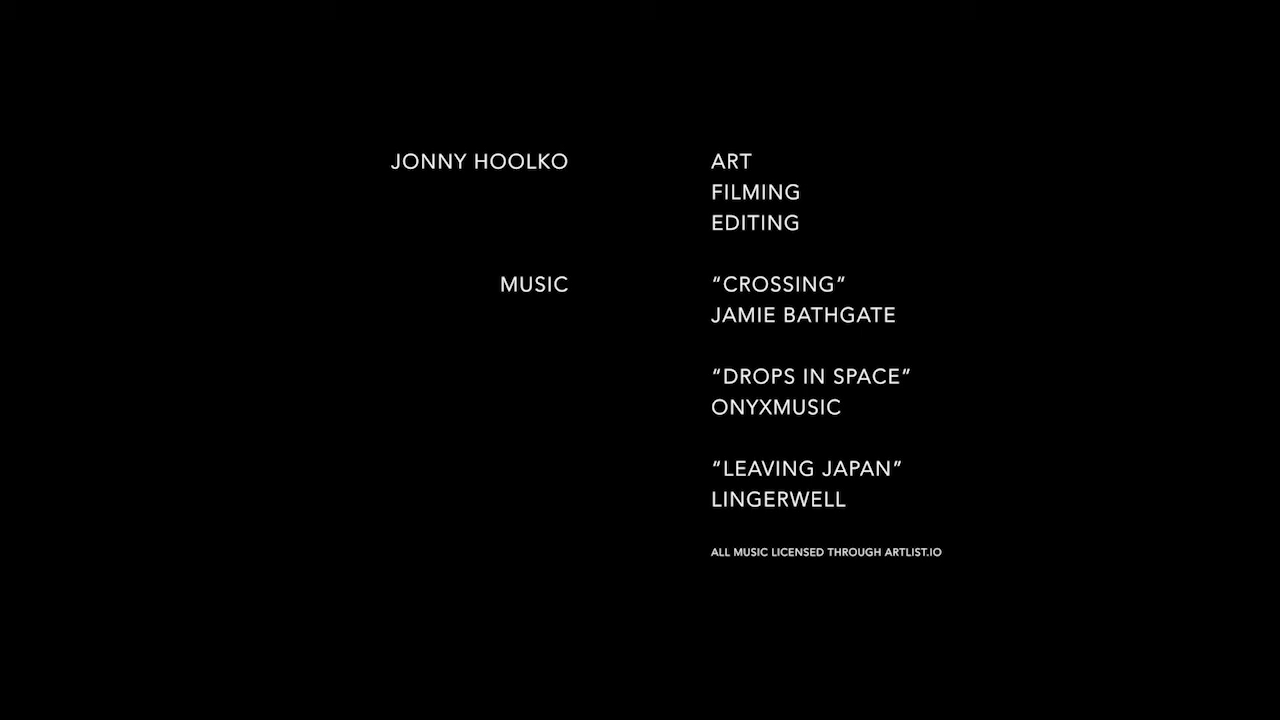 JONNY HOOLKO
ART
FILMING
EDITING
MUSIC
“CROSSING”
JAMIE BATHGATE
“DROPS IN SPACE”
ONYXMUSIC
“LEAVING JAPAN”
LINGERWELL
ALL MUSIC LICENSED THROUGH ARTLIST.IO